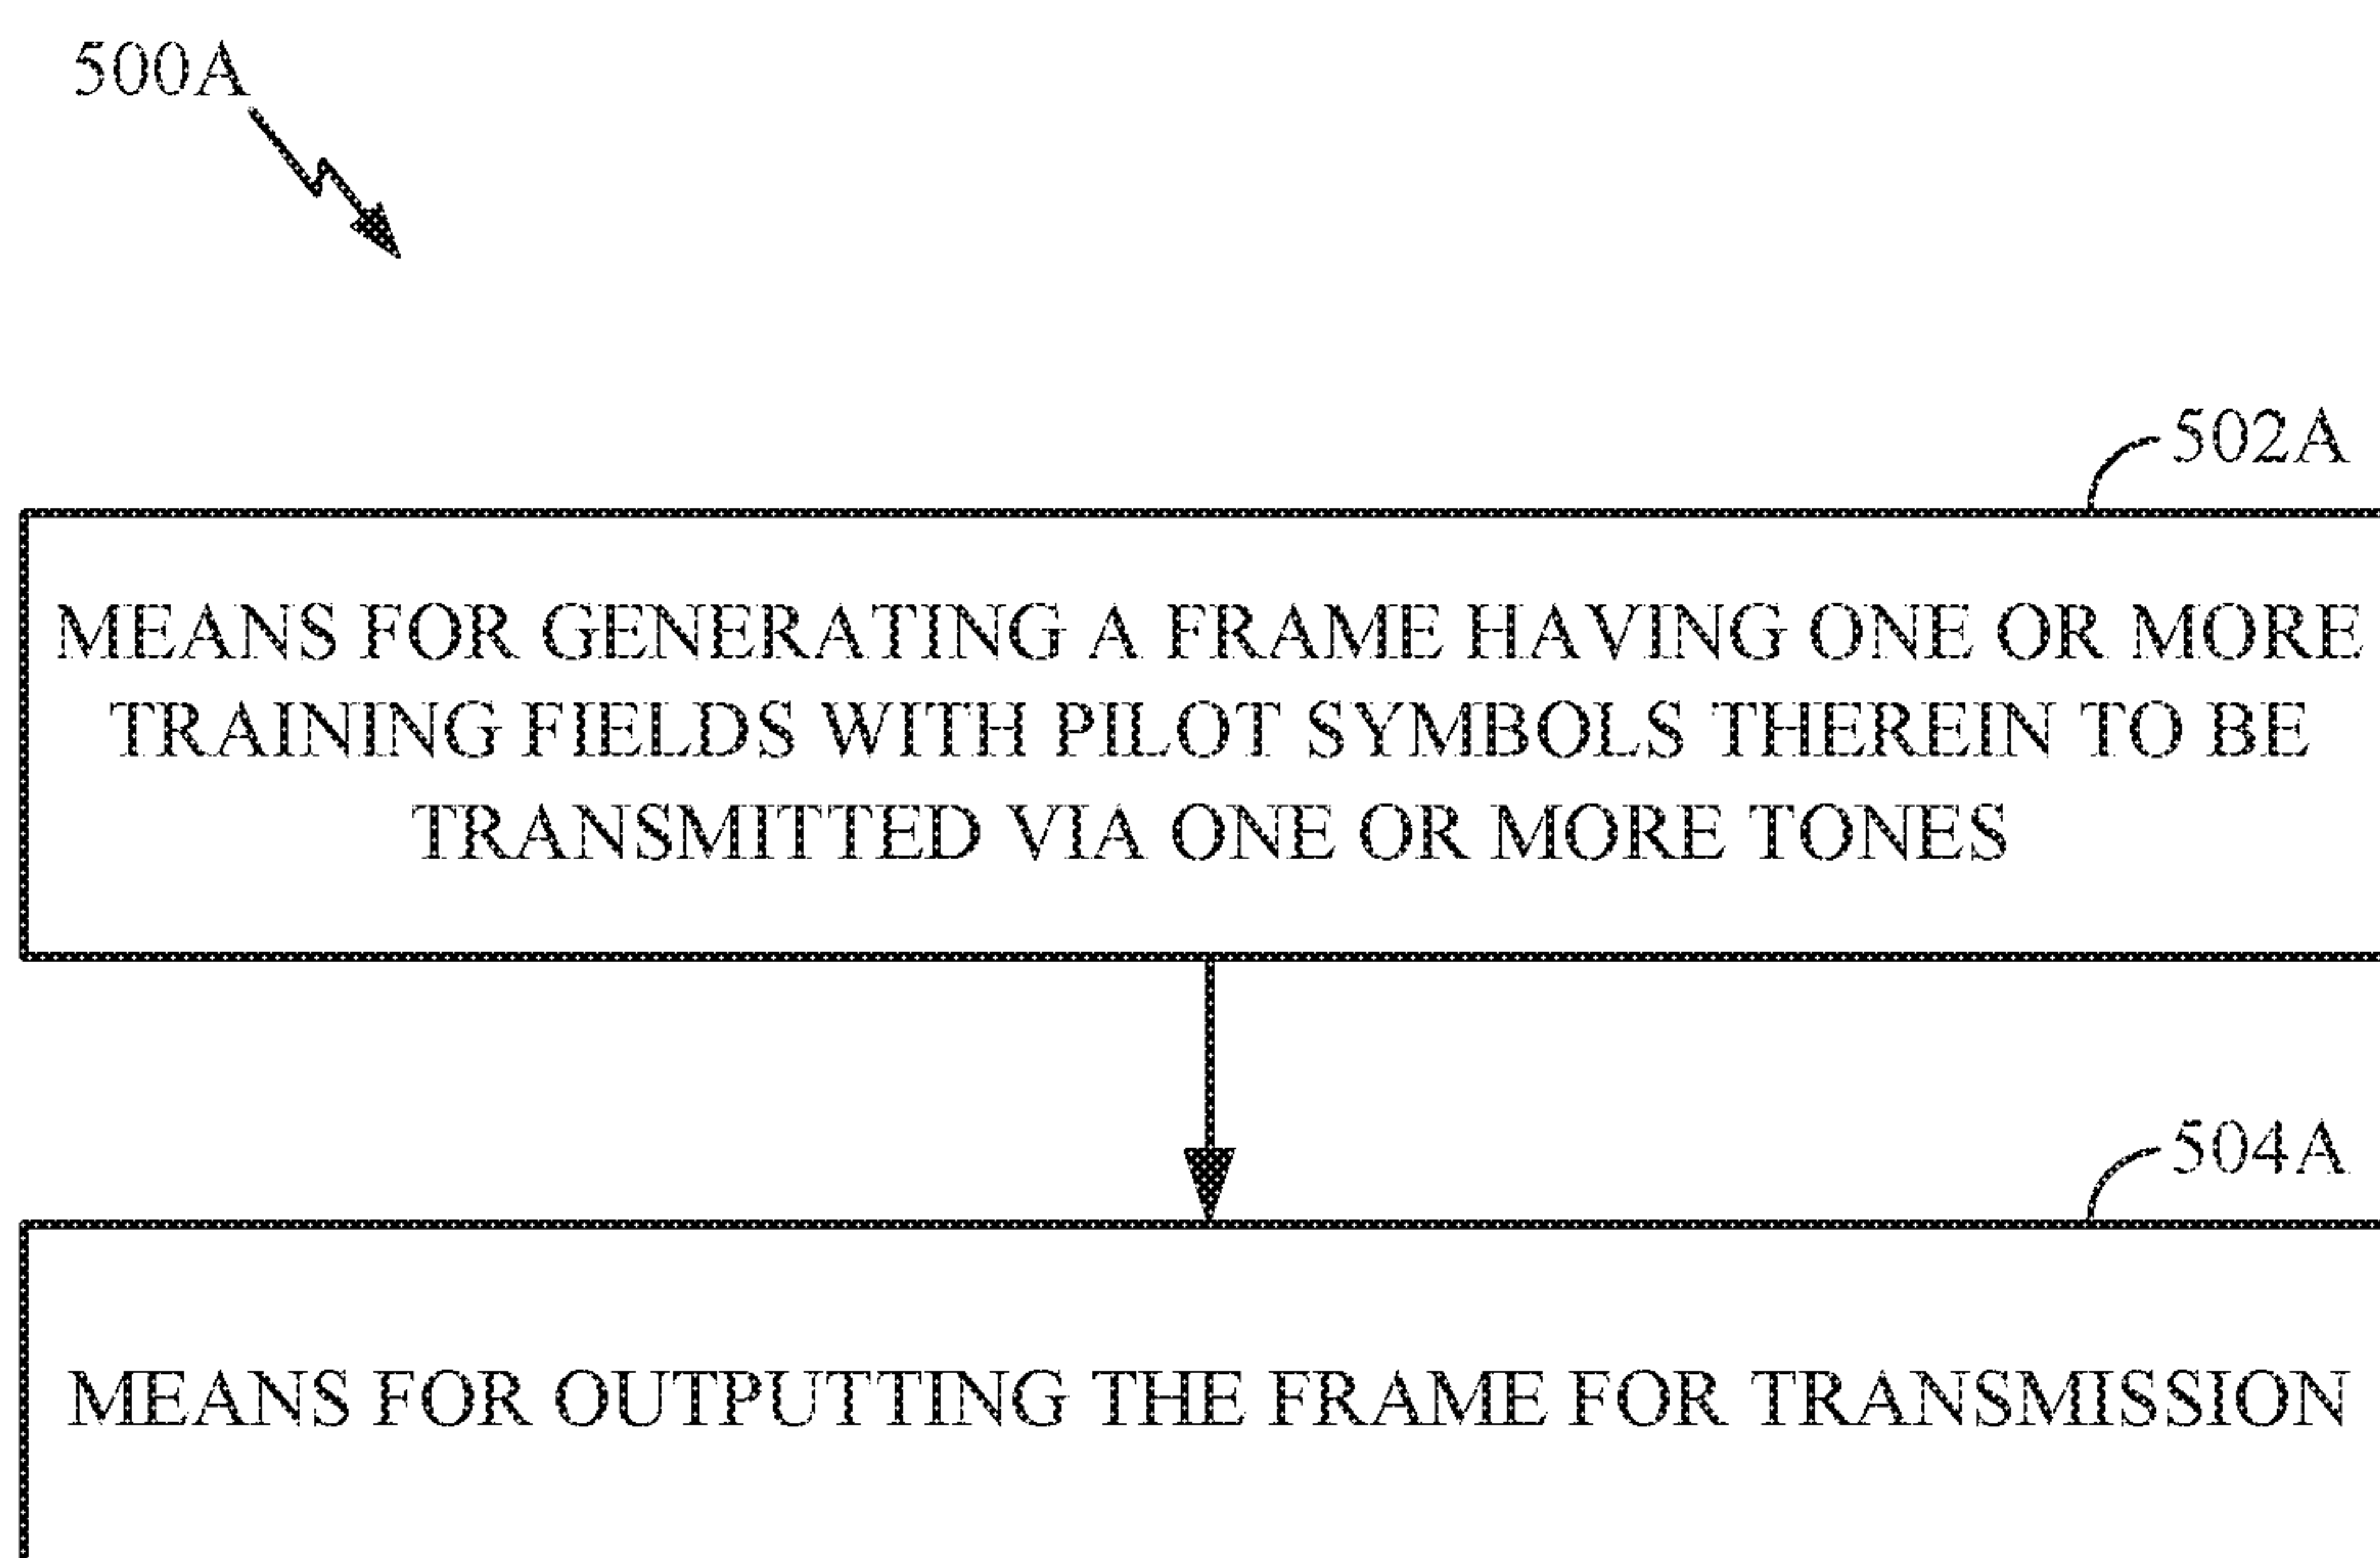 500A
502A
MEANS FOR GENERATING A FRAME HAVING ONE OR MORE
TRAINING FIELDS WITH PILOT SYMBOLS THEREIN TO BE
TRANSMITTED VIA ONE OR MORE TONES
504A
MEANS FOR OUTPUTTING THE FRAME FOR TRANSMISSION